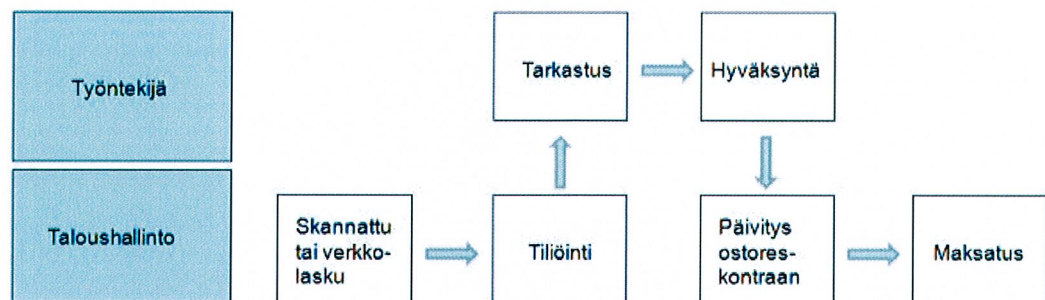 Työntekijä
Tarkastus
Hyväksyntä
Taloushallinto
Skannattu
tai verkko-
lasku
Tiliöinti
Päivitys
ostores-
kontraan
Maksatus